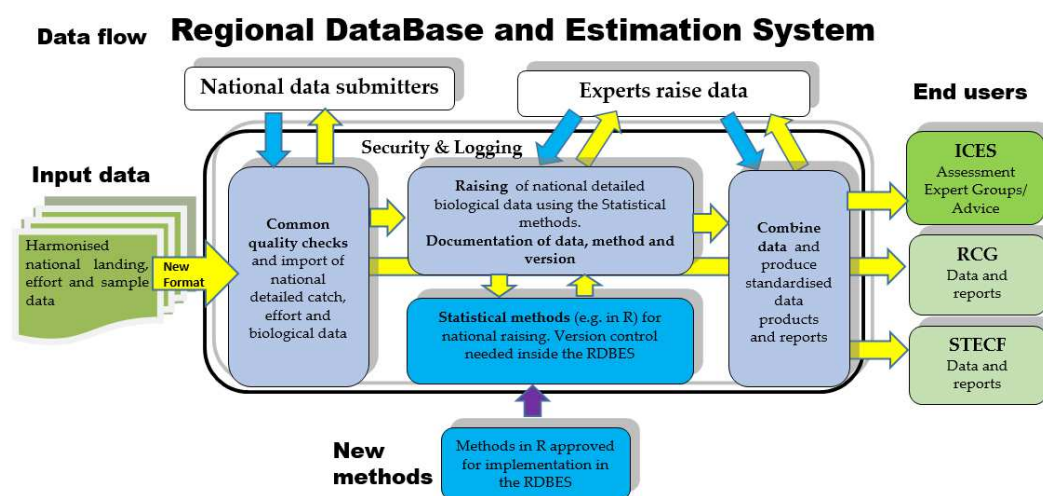 Data flow
Regional DataBase and Estimation System
National data submitters
Experts raise data
End users
Security & Logging
Input data
Harmonised
national landing,
effort and sample
data
New
Format
Common
quality checks
and import of
national
detailed catch,
effort and
biological data
Raising of national detailed
biological data using the Statistical
methods.
Documentation of data, method and
version
Statistical methods (e.g. in R) for
national raising. Version control
needed inside the RDBES
Combine
data and
produce
standardised
data
products
and reports
ICES
Assessment
Expert Groups/
Advice
RCG
Data and
reports
STECF
Data and
reports
New
methods
Methods in R approved
for implementation in
the RDBES